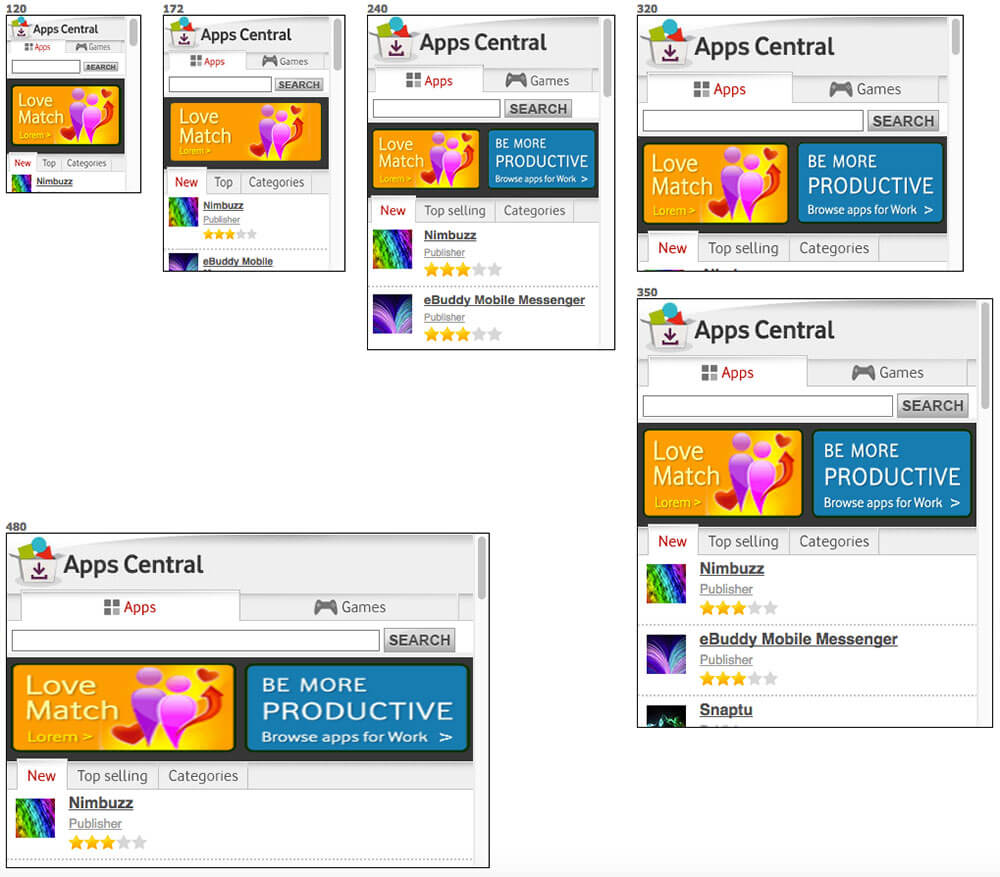 120
Apps Central
Apps Games
SEARCH
Love
Match
Lorem >
New Top Categories
Nimbuzz
172
Apps Central
Apps Games
SEARCH
Love
Match
Lorem >
New Top Categories
Nimbuzz
Publisher
eBuddy Mobile
240
Apps Central
Apps Games
SEARCH
Love
Match
Lorem >
BE MORE
PRODUCTIVE
Browse apps for Work >
New Top selling Categories
Nimbuzz
Publisher
eBuddy Mobile Messenger
Publisher
320
Apps Central
Apps Games
SEARCH
Love
Match
Lorem >
BE MORE
PRODUCTIVE
Browse apps for Work >
New Top selling Categories
350
Apps Central
Apps Games
SEARCH
Love
Match
Lorem >
BE MORE
PRODUCTIVE
Browse apps for Work >
New Top selling Categories
Nimbuzz
Publisher
eBuddy Mobile Messenger
Publisher
Snaptu
480
Apps Central
Apps Games
SEARCH
Love
Match
Lorem >
BE MORE
PRODUCTIVE
Browse apps for Work >
New Top selling Categories
Nimbuzz
Publisher